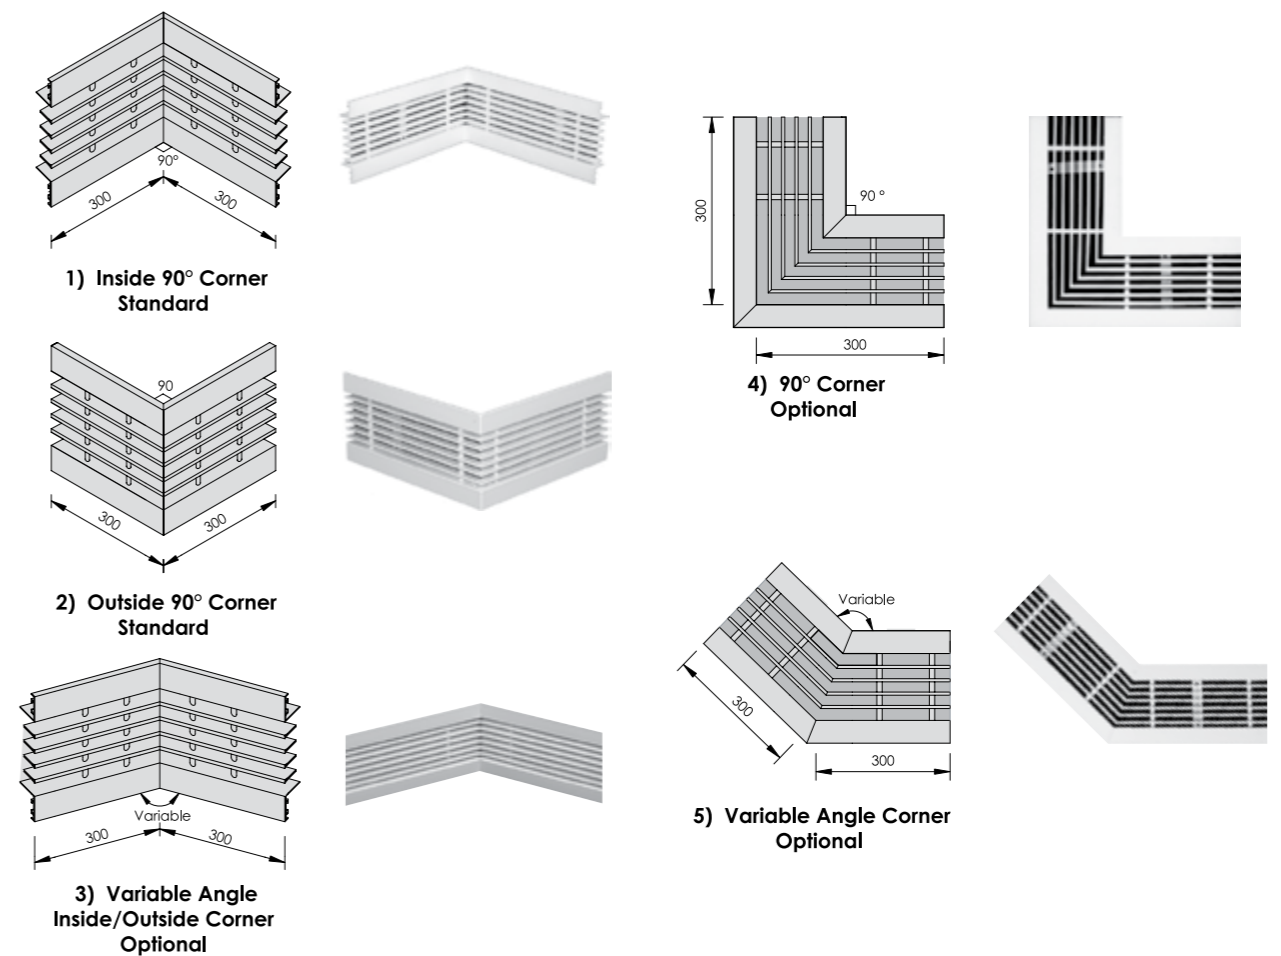 90°
300
300
1) Inside 90° Corner
Standard
90
300
300
2) Outside 90° Corner
Standard
Variable
300
300
3) Variable Angle
Inside/Outside Corner
Optional
90 °
300
300
4) 90° Corner
Optional
Variable
300
300
5) Variable Angle Corner
Optional